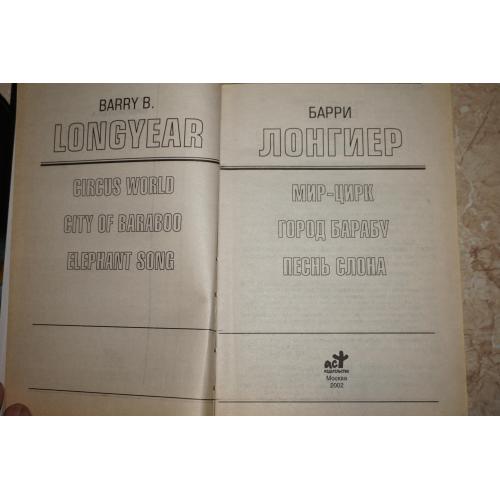 BARRY B.
LONGYEAR
CIRCUS WORLD
CITY OF BARABOO
ELEPHANT SONG
БАРРИ
ЛОНГИЕР
МИР-ЦИРК
ГОРОД БАРАБУ
ПЕСНЬ СЛОНА
аст
ИЗДАТЕЛЬСТВО
Москва
2002